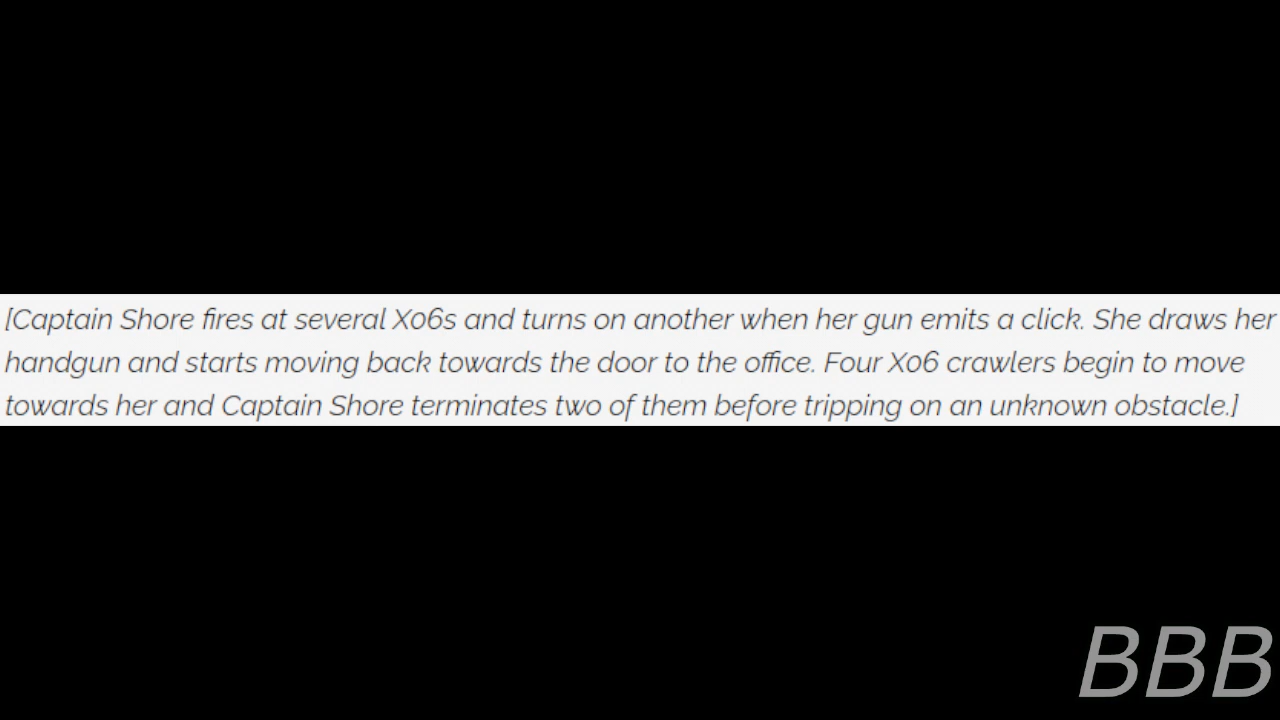 [Captain Shore fires at several X06s and turns on another when her gun emits a click. She draws her
handgun and starts moving back towards the door to the office. Four X06 crawlers begin to move
towards her and Captain Shore terminates two of them before tripping on an unknown obstacle.]
BBB